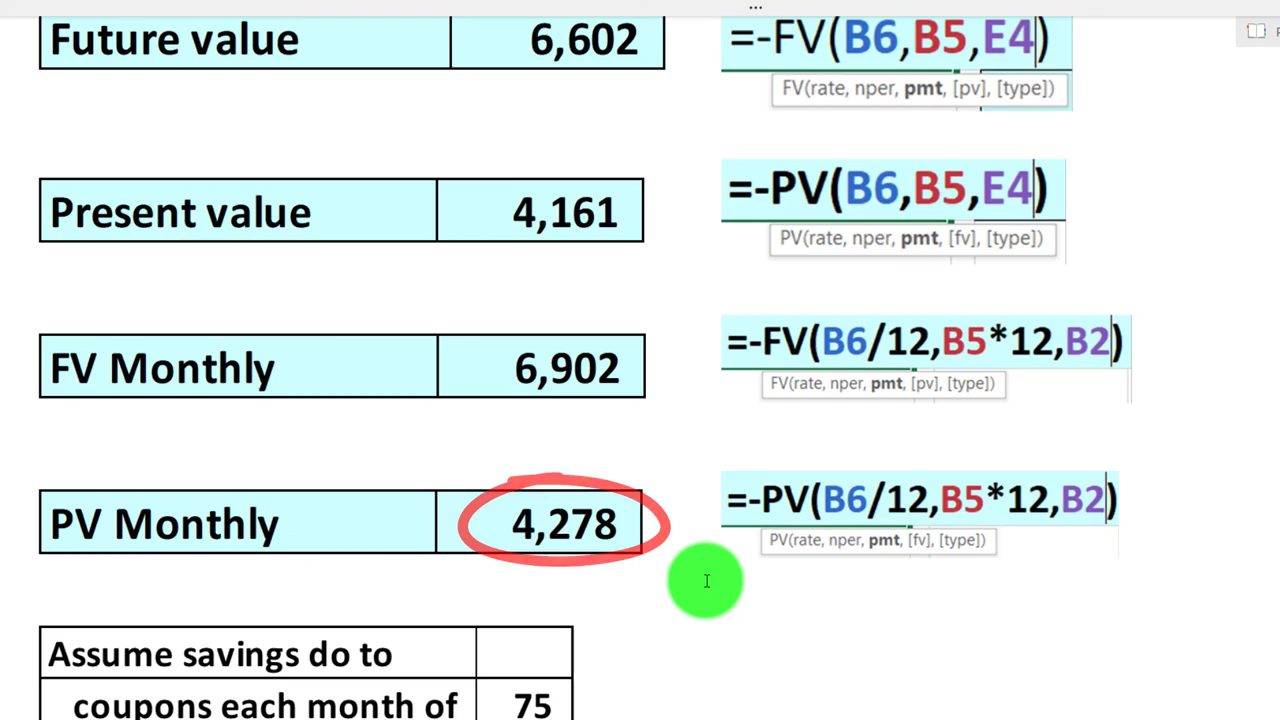 ...
Future value 6,602 =-FV(B6,B5,E4)
FV(rate, nper, pmt, [pv], [type])
Present value 4,161 =-PV(B6,B5,E4)
PV(rate, nper, pmt, [fv], [type])
FV Monthly 6,902 =-FV(B6/12,B5*12,B2)
FV(rate, nper, pmt, [pv], [type])
PV Monthly 4,278 =-PV(B6/12,B5*12,B2)
PV(rate, nper, pmt, [fv], [type])
Assume savings do to
coupons each month of 75